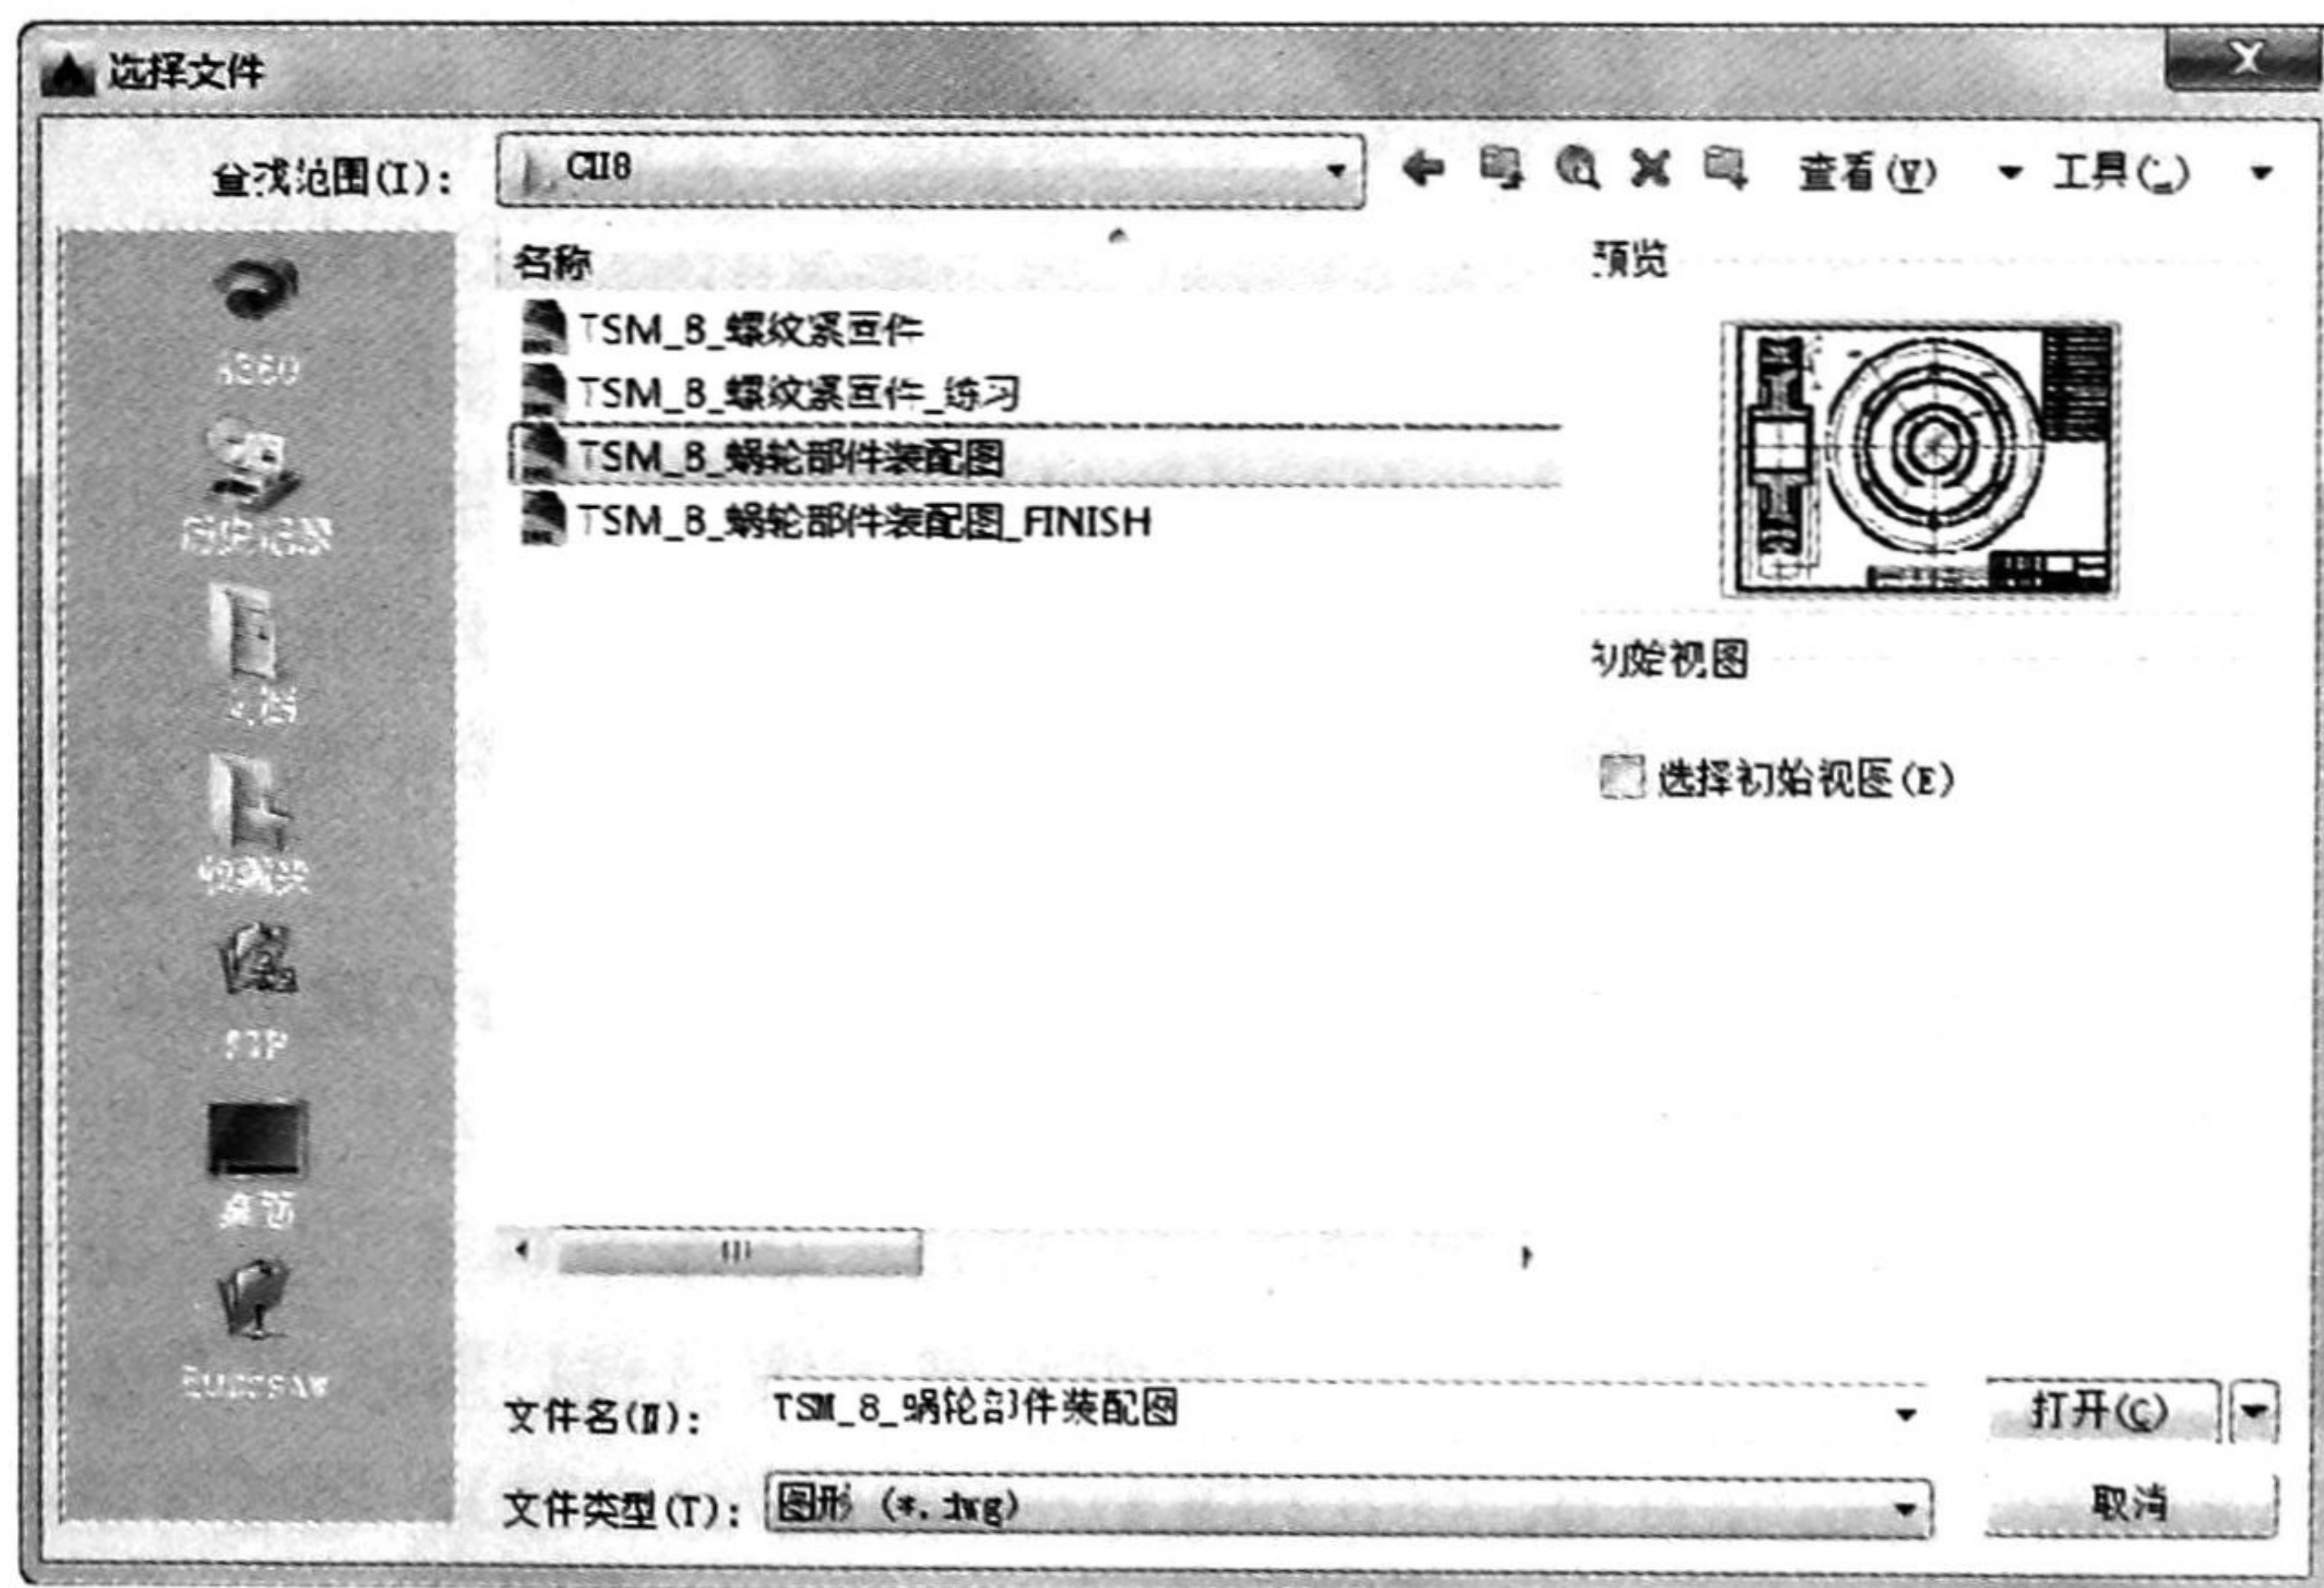 选择文件
查找范围(I):
CH8
查看(V)
工具(L)
名称
预览
TSM_8_螺纹紧固件
TSM_8_螺纹紧固件_练习
TSM_8_蜗轮部件装配图
TSM_8_蜗轮部件装配图_FINISH
初始视图
选择初始视图(E)
A360
收藏夹
FTP
桌面
Buzzsaw
文件名(N):
TSM_8_蜗轮部件装配图
打开(O)
文件类型(T):
图形 (*.dwg)
取消